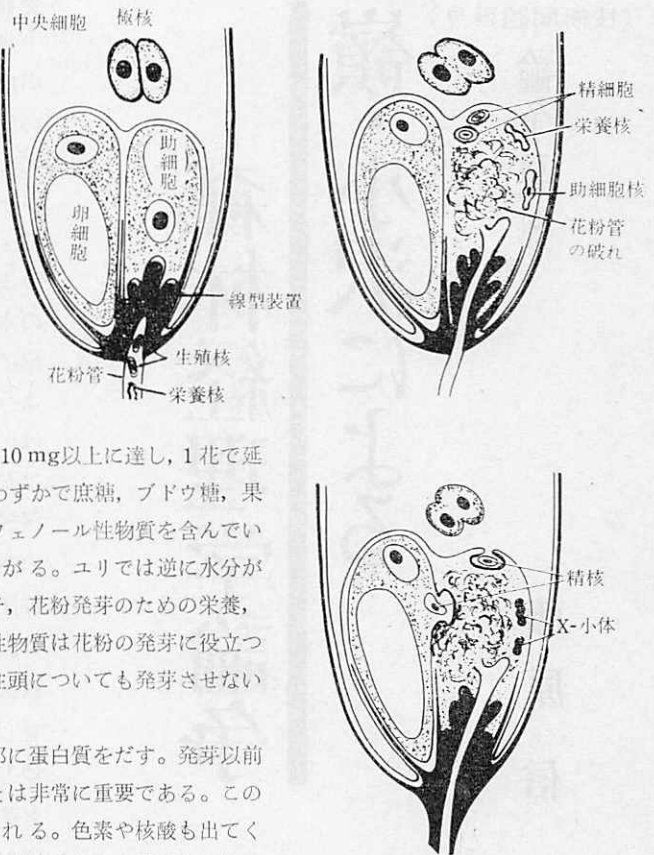 中央細胞
極核
助細胞
卵細胞
線型装置
生殖核
花粉管
栄養核
精細胞
栄養核
助細胞核
花粉管
の破れ
10mg以上に達し,1花で延
わずかで庶糖,ブドウ糖,果
フェノール性物質を含んでい
がる。ユリでは逆に水分が
花粉発芽のための栄養,
性物質は花粉の発芽に役立つ
柱頭についても発芽させない
に蛋白質をだす。発芽以前
は非常に重要である。この
れる。色素や核酸も出てく
精核
X-小体